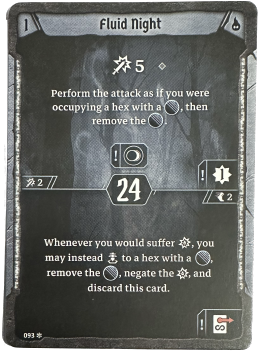 1 Fluid Night
5
Perform the attack as if you were
occupying a hex with a , then
remove the .
!
! 1
2
24
2
Whenever you would suffer , you
may instead to a hex with a ,
remove the , negate the , and
discard this card.
093
! S